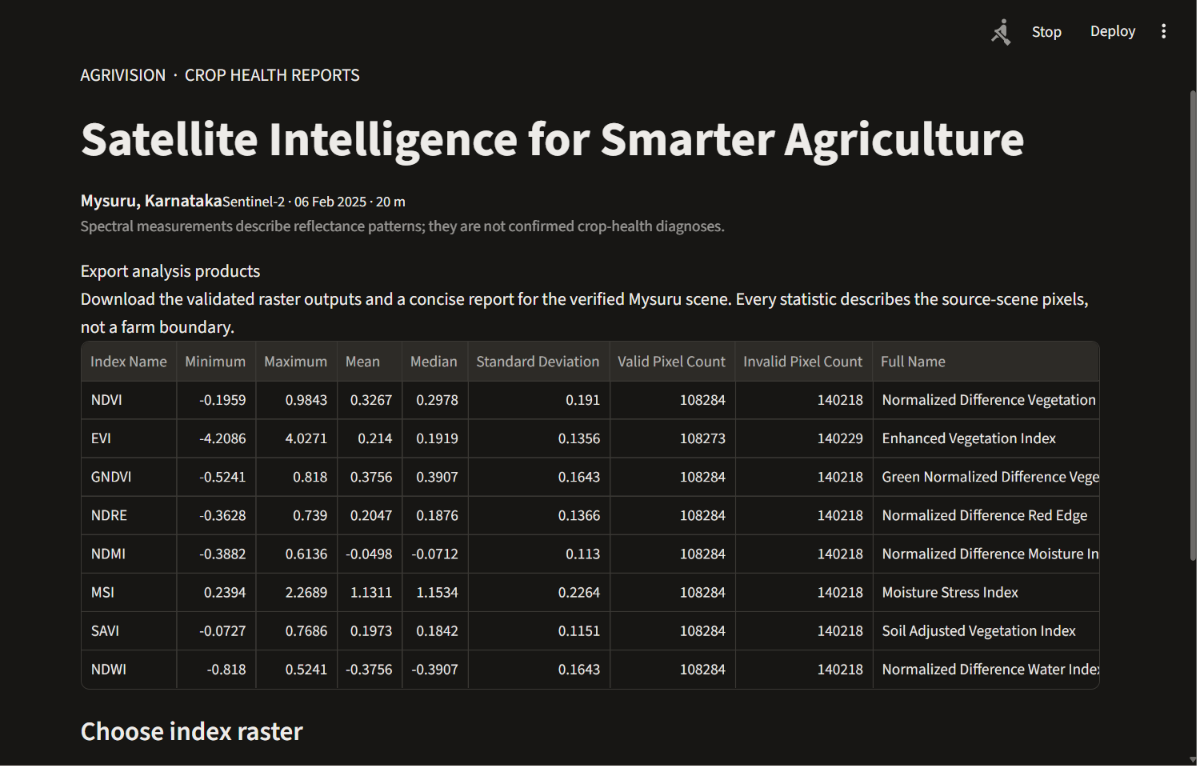 Stop Deploy
AGRIVISION · CROP HEALTH REPORTS
Satellite Intelligence for Smarter Agriculture
Mysuru, KarnatakaSentinel-2 · 06 Feb 2025 · 20 m
Spectral measurements describe reflectance patterns; they are not confirmed crop-health diagnoses.
Export analysis products
Download the validated raster outputs and a concise report for the verified Mysuru scene. Every statistic describes the source-scene pixels,
not a farm boundary.
Index Name Minimum Maximum Mean Median Standard Deviation Valid Pixel Count Invalid Pixel Count Full Name
NDVI -0.1959 0.9843 0.3267 0.2978 0.191 108284 140218 Normalized Difference Vegetation
EVI -4.2086 4.0271 0.214 0.1919 0.1356 108273 140229 Enhanced Vegetation Index
GNDVI -0.5241 0.818 0.3756 0.3907 0.1643 108284 140218 Green Normalized Difference Vege
NDRE -0.3628 0.739 0.2047 0.1876 0.1366 108284 140218 Normalized Difference Red Edge
NDMI -0.3882 0.6136 -0.0498 -0.0712 0.113 108284 140218 Normalized Difference Moisture In
MSI 0.2394 2.2689 1.1311 1.1534 0.2264 108284 140218 Moisture Stress Index
SAVI -0.0727 0.7686 0.1973 0.1842 0.1151 108284 140218 Soil Adjusted Vegetation Index
NDWI -0.818 0.5241 -0.3756 -0.3907 0.1643 108284 140218 Normalized Difference Water Index
Choose index raster